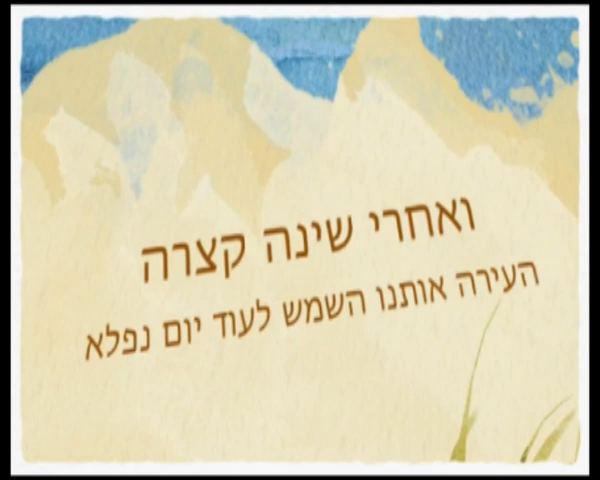 ואחרי שינה קצרה
העירה אותנו השמש לעוד יום נפלא